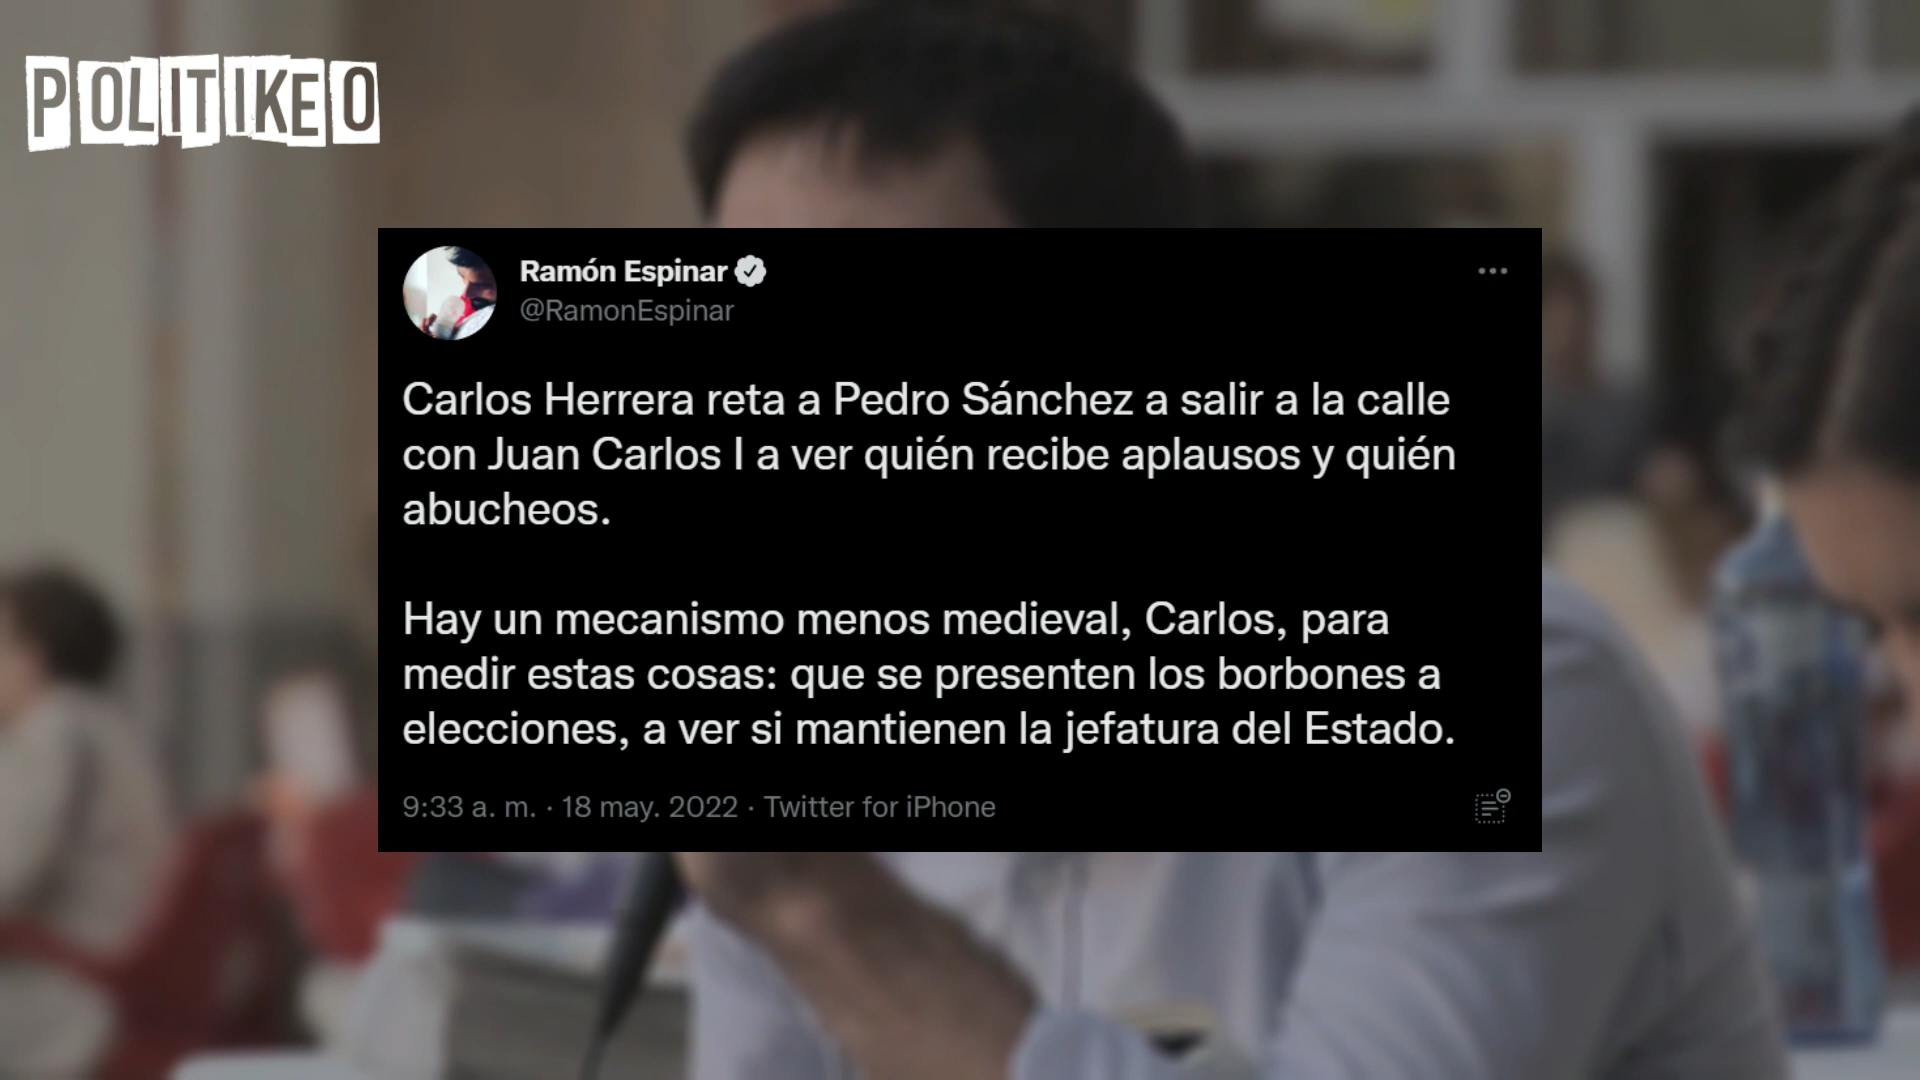 POLITIKEO
Ramón Espinar
@RamonEspinar
Carlos Herrera reta a Pedro Sánchez a salir a la calle
con Juan Carlos I a ver quién recibe aplausos y quién
abucheos.
Hay un mecanismo menos medieval, Carlos, para
medir estas cosas: que se presenten los borbones a
elecciones, a ver si mantienen la jefatura del Estado.
9:33 a. m. · 18 may. 2022 · Twitter for iPhone